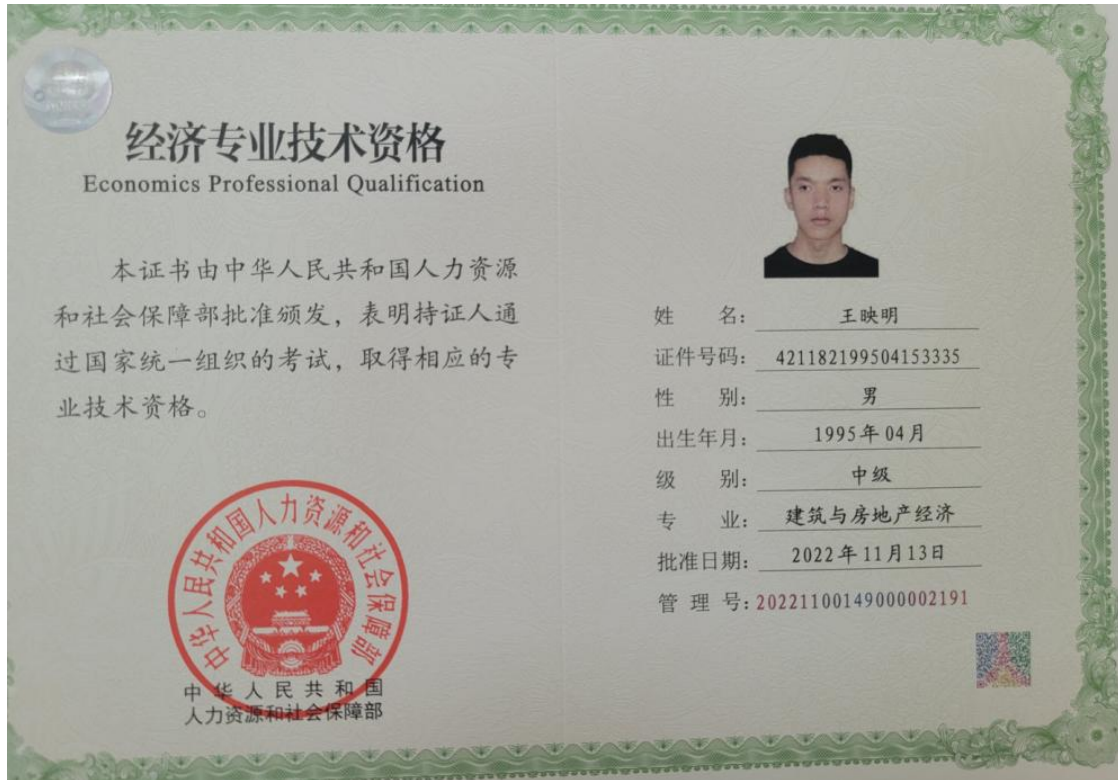 经济专业技术资格
Economics Professional Qualification
本证书由中华人民共和国人力资源
和社会保障部批准颁发，表明持证人通
过国家统一组织的考试，取得相应的专
业技术资格。
中华人民共和国人力资源和社会保障部
中华人民共和国
人力资源和社会保障部
姓 名： 王映明
证件号码： 421182199504153335
性 别： 男
出生年月： 1995年04月
级 别： 中级
专 业： 建筑与房地产经济
批准日期： 2022年11月13日
管 理 号：20221100149000002191